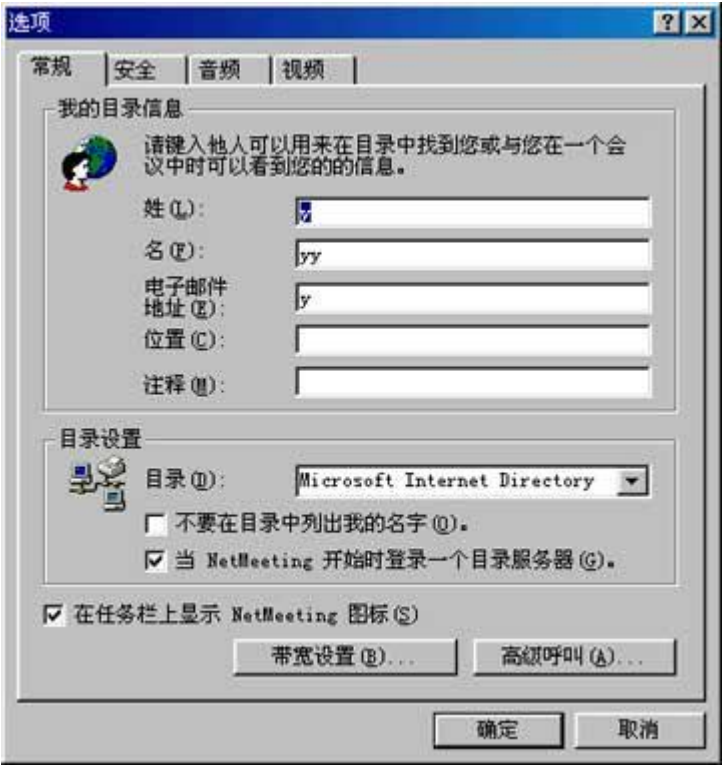 选项
常规 安全 音频 视频
我的目录信息
请键入他人可以用来在目录中找到您或与您在一个会
议中时可以看到您的的信息。
姓(L): y
名(F): yy
电子邮件
地址(E): y
位置(C):
注释(M):
目录设置
目录(D): Microsoft Internet Directory
不要在目录中列出我的名字(O)。
当 NetMeeting 开始时登录一个目录服务器(G)。
在任务栏上显示 NetMeeting 图标(S)
带宽设置(B)... 高级呼叫(A)...
确定 取消